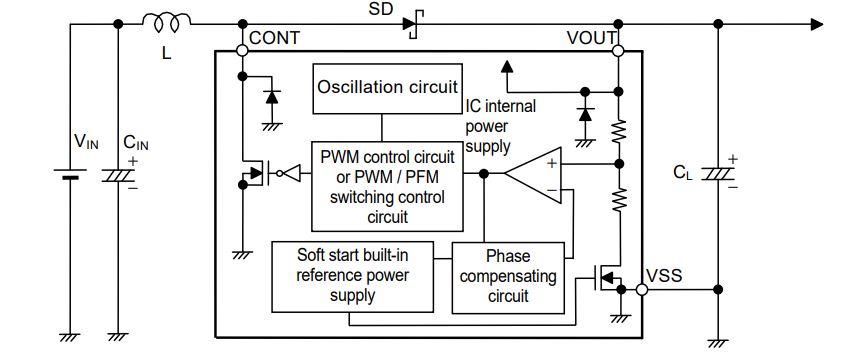 SD
CONT
VOUT
L
Oscillation circuit
IC internal
power
supply
VIN
CIN
+
−
PWM control circuit
or PWM / PFM
switching control
circuit
+
−
CL
+
−
Soft start built-in
reference power
supply
Phase
compensating
circuit
VSS